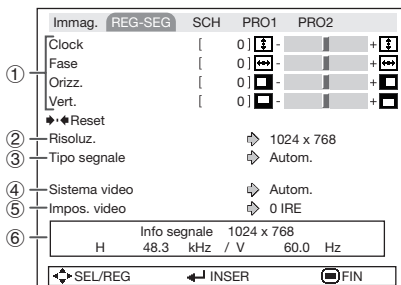 Immag. REG-SEG SCH PRO1 PRO2
① Clock [ 0 ] - +
Fase [ 0 ] - +
Orizz. [ 0 ] - +
Vert. [ 0 ] - +
Reset
② Risoluz. 1024 x 768
③ Tipo segnale Autom.
④ Sistema video Autom.
⑤ Impos. video 0 IRE
⑥ Info segnale 1024 x 768
H 48.3 kHz / V 60.0 Hz
SEL/REG INSER FIN